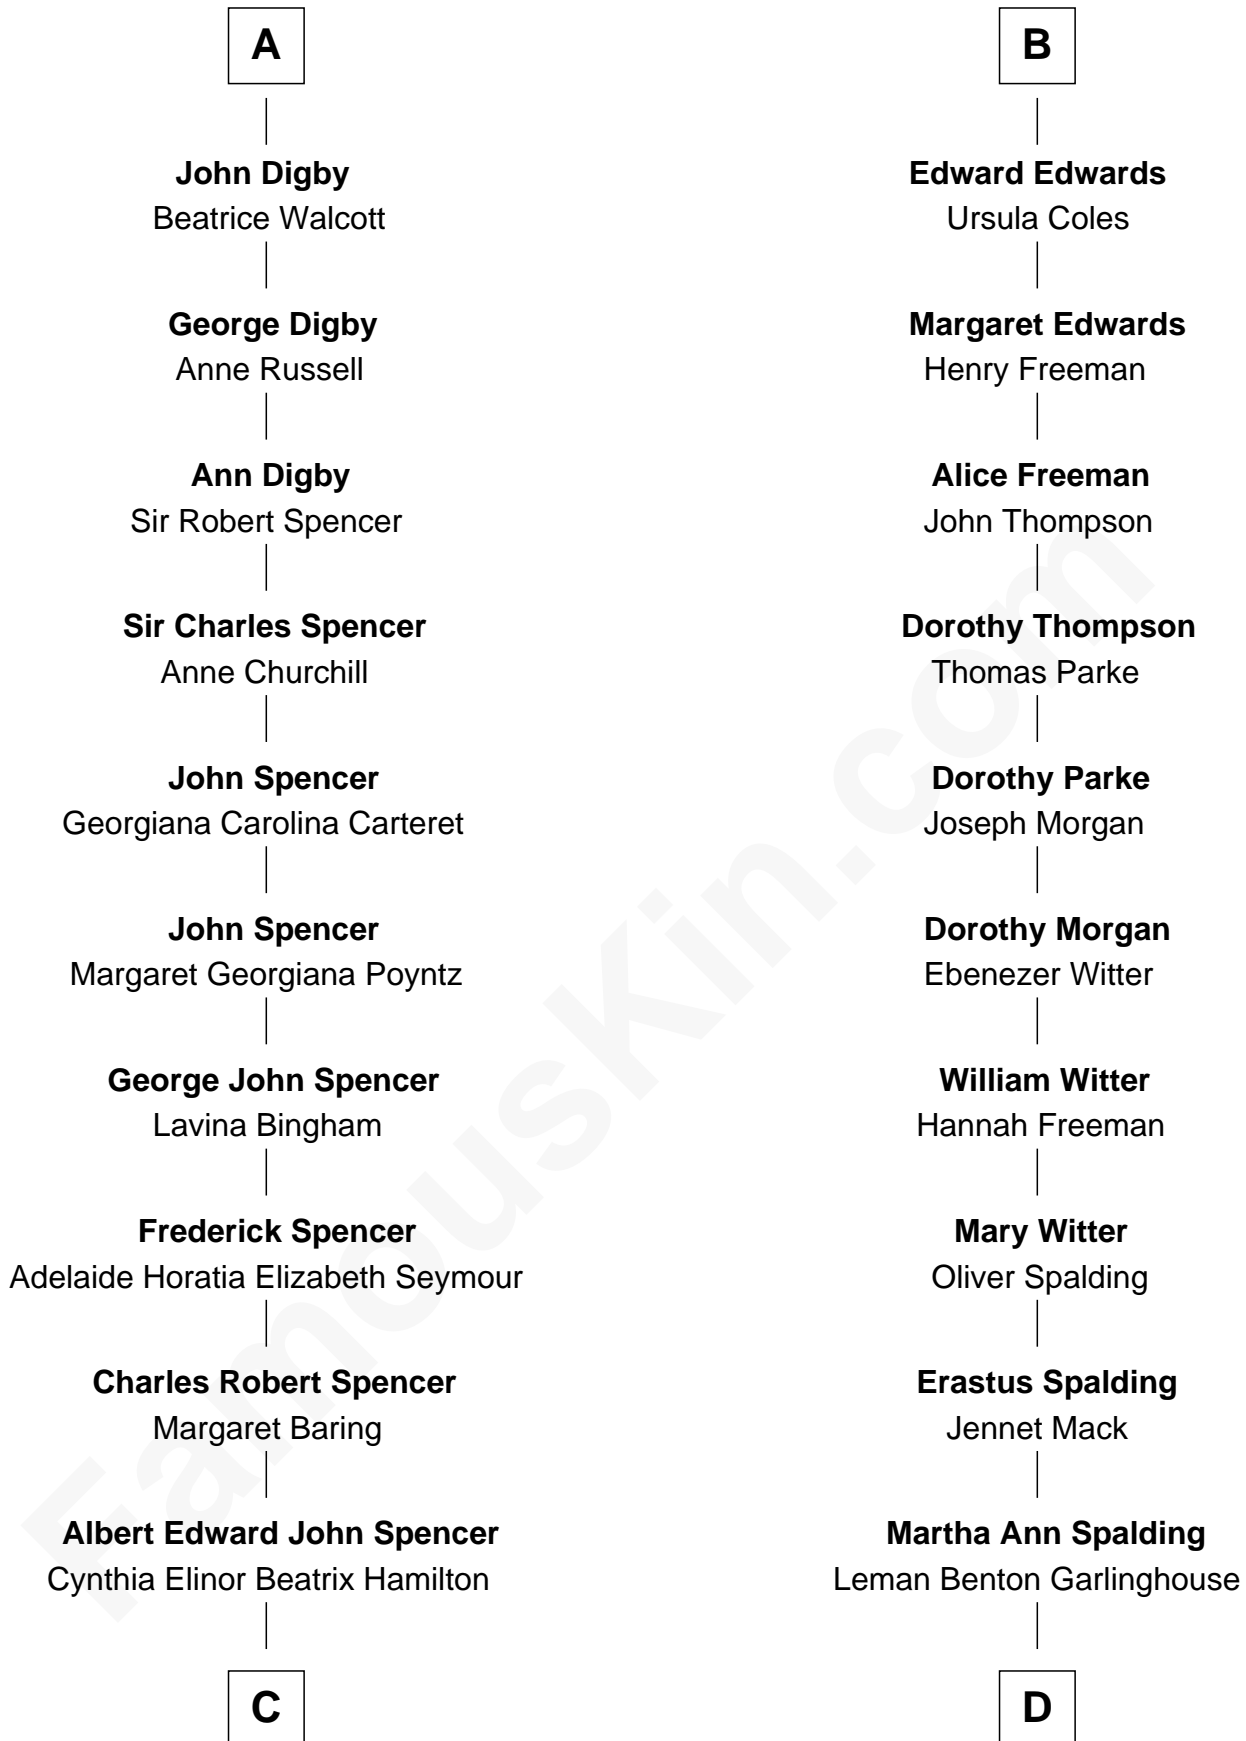 A
John Digby
Beatrice Walcott
George Digby
Anne Russell
Ann Digby
Sir Robert Spencer
Sir Charles Spencer
Anne Churchill
John Spencer
Georgiana Carolina Carteret
John Spencer
Margaret Georgiana Poyntz
George John Spencer
Lavina Bingham
Frederick Spencer
Adelaide Horatia Elizabeth Seymour
Charles Robert Spencer
Margaret Baring
Albert Edward John Spencer
Cynthia Elinor Beatrix Hamilton
C
B
Edward Edwards
Ursula Coles
Margaret Edwards
Henry Freeman
Alice Freeman
John Thompson
Dorothy Thompson
Thomas Parke
Dorothy Parke
Joseph Morgan
Dorothy Morgan
Ebenezer Witter
William Witter
Hannah Freeman
Mary Witter
Oliver Spalding
Erastus Spalding
Jennet Mack
Martha Ann Spalding
Leman Benton Garlinghouse
D
FamousKin.com